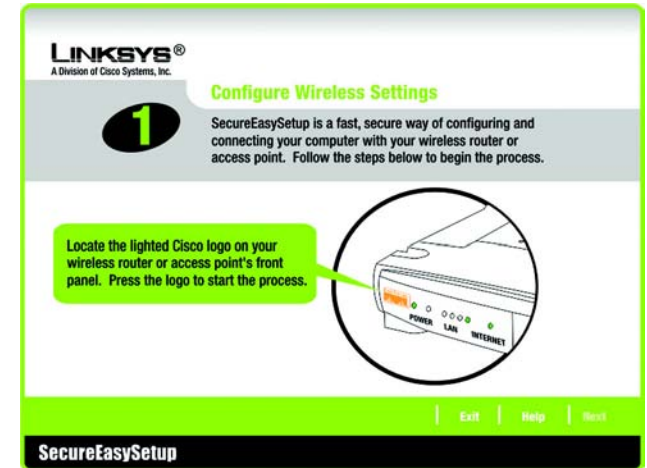 LINKSYS®
A Division of Cisco Systems, Inc.
1
Configure Wireless Settings
SecureEasySetup is a fast, secure way of configuring and
connecting your computer with your wireless router or
access point. Follow the steps below to begin the process.
Locate the lighted Cisco logo on your
wireless router or access point's front
panel. Press the logo to start the process.
POWER LAN INTERNET
Exit Help Next
SecureEasySetup